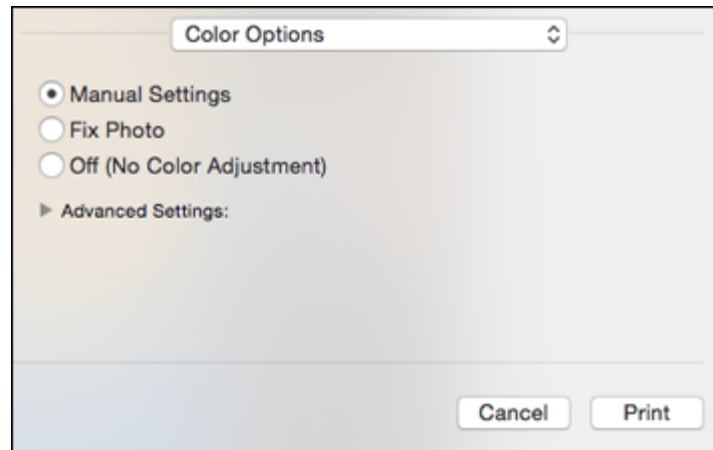 Color Options
Manual Settings
Fix Photo
Off (No Color Adjustment)
Advanced Settings:
Cancel Print